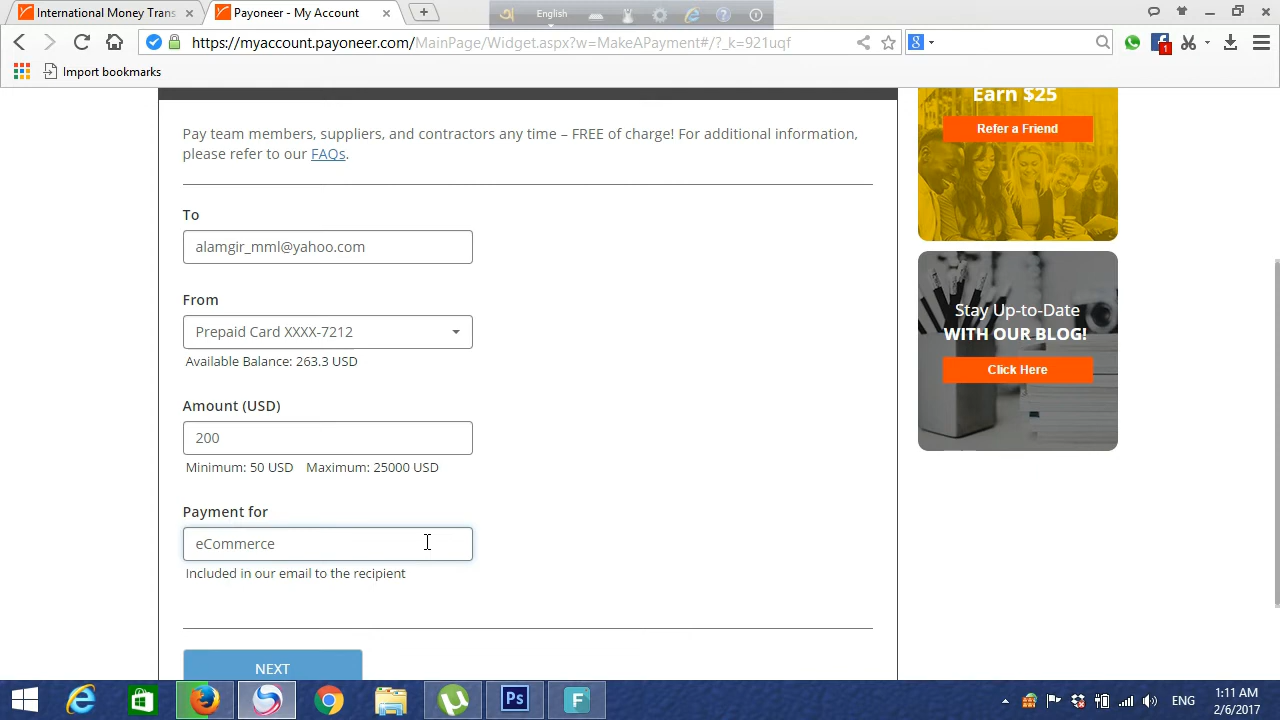 International Money Trans
Payoneer - My Account
English
https://myaccount.payoneer.com/MainPage/Widget.aspx?w=MakeAPayment#/?_k=921uqf
1
Import bookmarks
Earn $25
Refer a Friend
Pay team members, suppliers, and contractors any time – FREE of charge! For additional information,
please refer to our FAQs.
To
alamgir_mml@yahoo.com
From
Prepaid Card XXXX-7212
Available Balance: 263.3 USD
Stay Up-to-Date
WITH OUR BLOG!
Click Here
Amount (USD)
200
Minimum: 50 USD Maximum: 25000 USD
Payment for
eCommerce
Included in our email to the recipient
NEXT
Ps
F
ENG
1:11 AM
2/6/2017